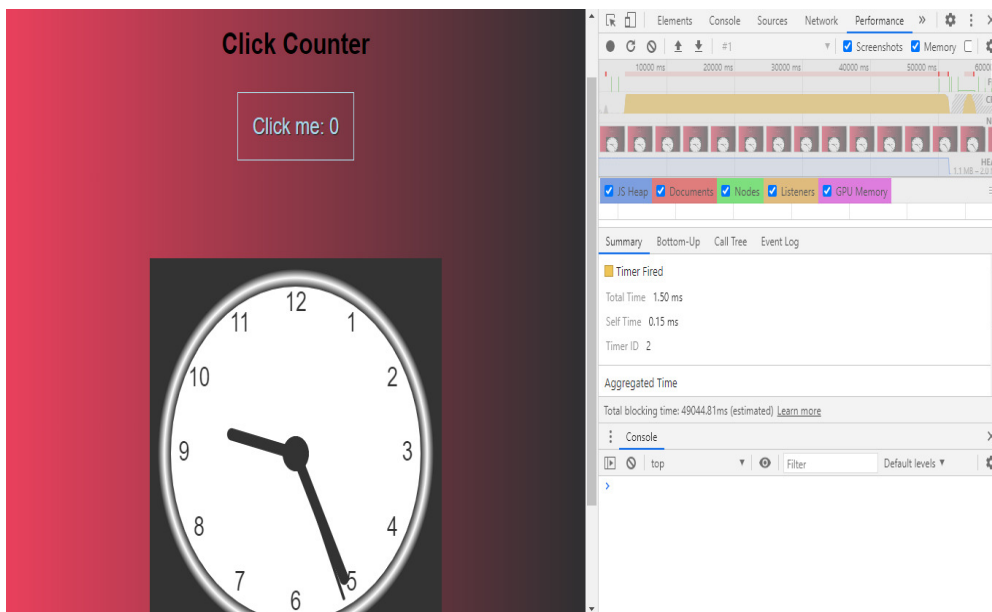 Click Counter
Click me: 0
12
11
1
10
2
9
3
8
4
7
5
6
Elements Console Sources Network Performance »
#1 Screenshots Memory
10000 ms 20000 ms 30000 ms 40000 ms 50000 ms
JS Heap Documents Nodes Listeners GPU Memory
Summary Bottom-Up Call Tree Event Log
Timer Fired
Total Time 1.50 ms
Self Time 0.15 ms
Timer ID 2
Aggregated Time
Total blocking time: 49044.81ms (estimated) Learn more
Console
top Filter Default levels